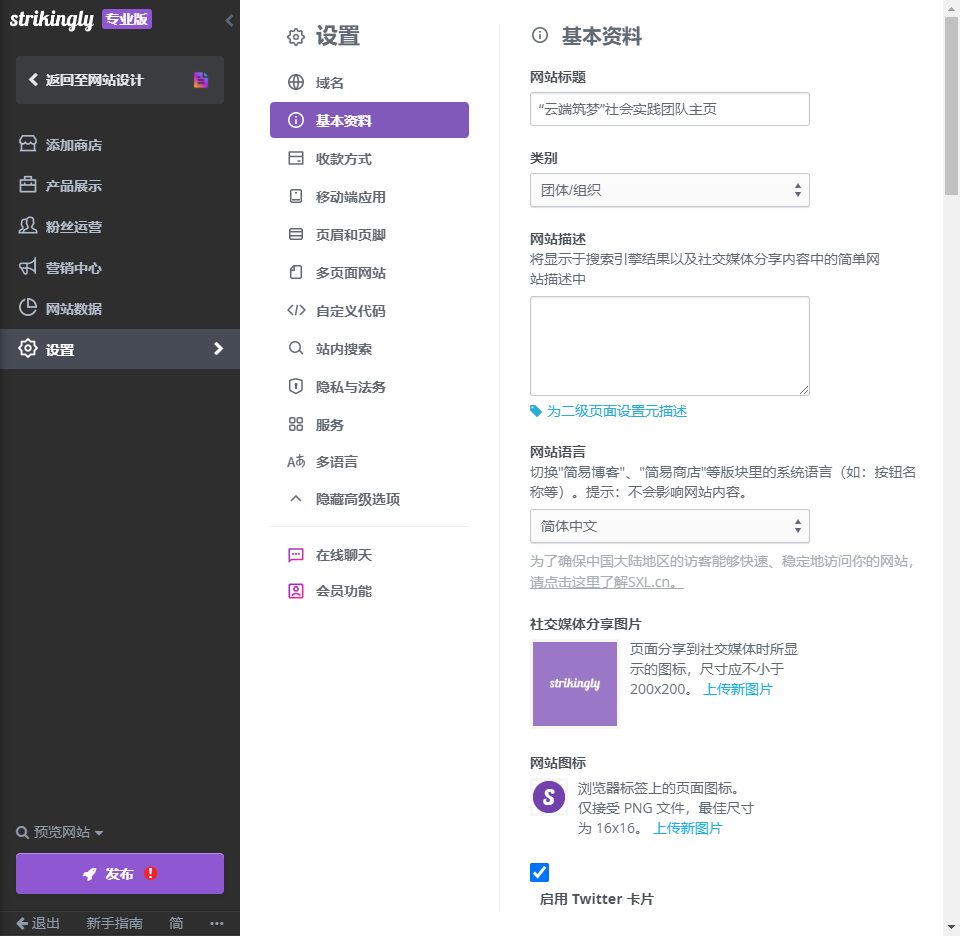 strikingly 专业版
返回至网站设计
添加商店
产品展示
粉丝运营
营销中心
网站数据
设置
预览网站
发布
退出 新手指南 简
设置
域名
基本资料
收款方式
移动端应用
页眉和页脚
多页面网站
自定义代码
站内搜索
隐私与法务
服务
多语言
隐藏高级选项
在线聊天
会员功能
基本资料
网站标题
“云端筑梦”社会实践团队主页
类别
团体/组织
网站描述
将显示于搜索引擎结果以及社交媒体分享内容中的简单网
站描述中
为二级页面设置元描述
网站语言
切换"简易博客"、"简易商店"等版块里的系统语言（如：按钮名
称等）。提示：不会影响网站内容。
简体中文
为了确保中国大陆地区的访客能够快速、稳定地访问你的网站，
请点击这里了解SXL.cn。
社交媒体分享图片
strikingly
页面分享到社交媒体时所显
示的图标，尺寸应不小于
200x200。 上传新图片
网站图标
S
浏览器标签上的页面图标。
仅接受 PNG 文件，最佳尺寸
为 16x16。 上传新图片
启用 Twitter 卡片